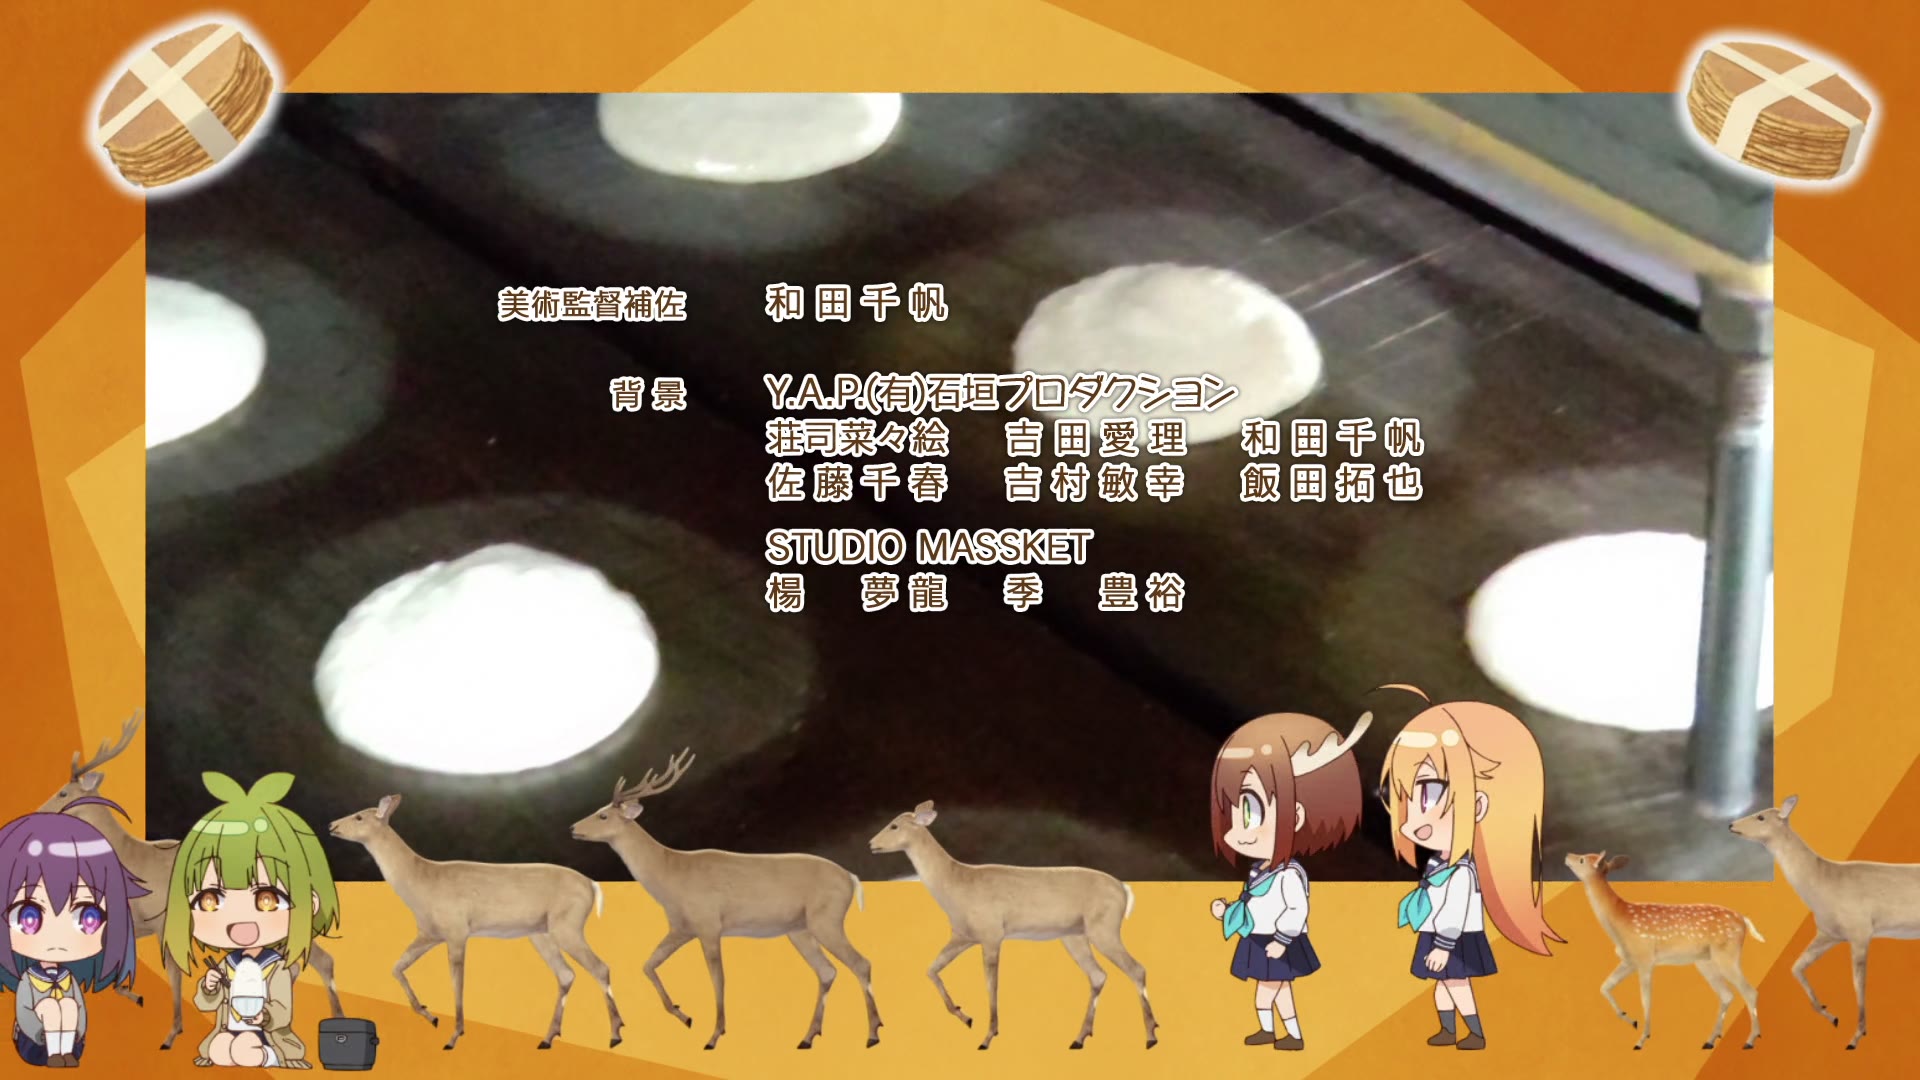 美術監督補佐 和田千帆
背景 Y.A.P.(有)石垣プロダクション
荘司菜々絵 吉田愛理 和田千帆
佐藤千春 吉村敏幸 飯田拓也
STUDIO MASSKET
楊 夢龍 季 豊裕